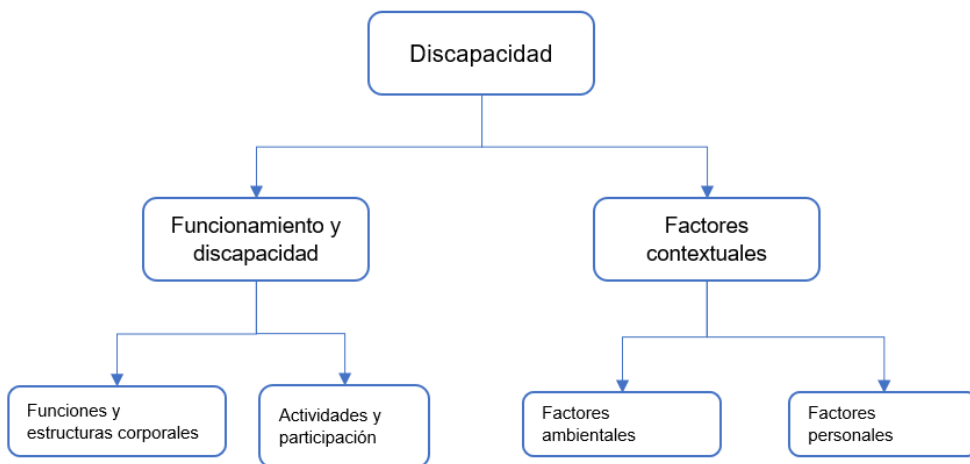 Discapacidad
Funcionamiento y
discapacidad
Factores
contextuales
Funciones y
estructuras corporales
Actividades y
participación
Factores
ambientales
Factores
personales